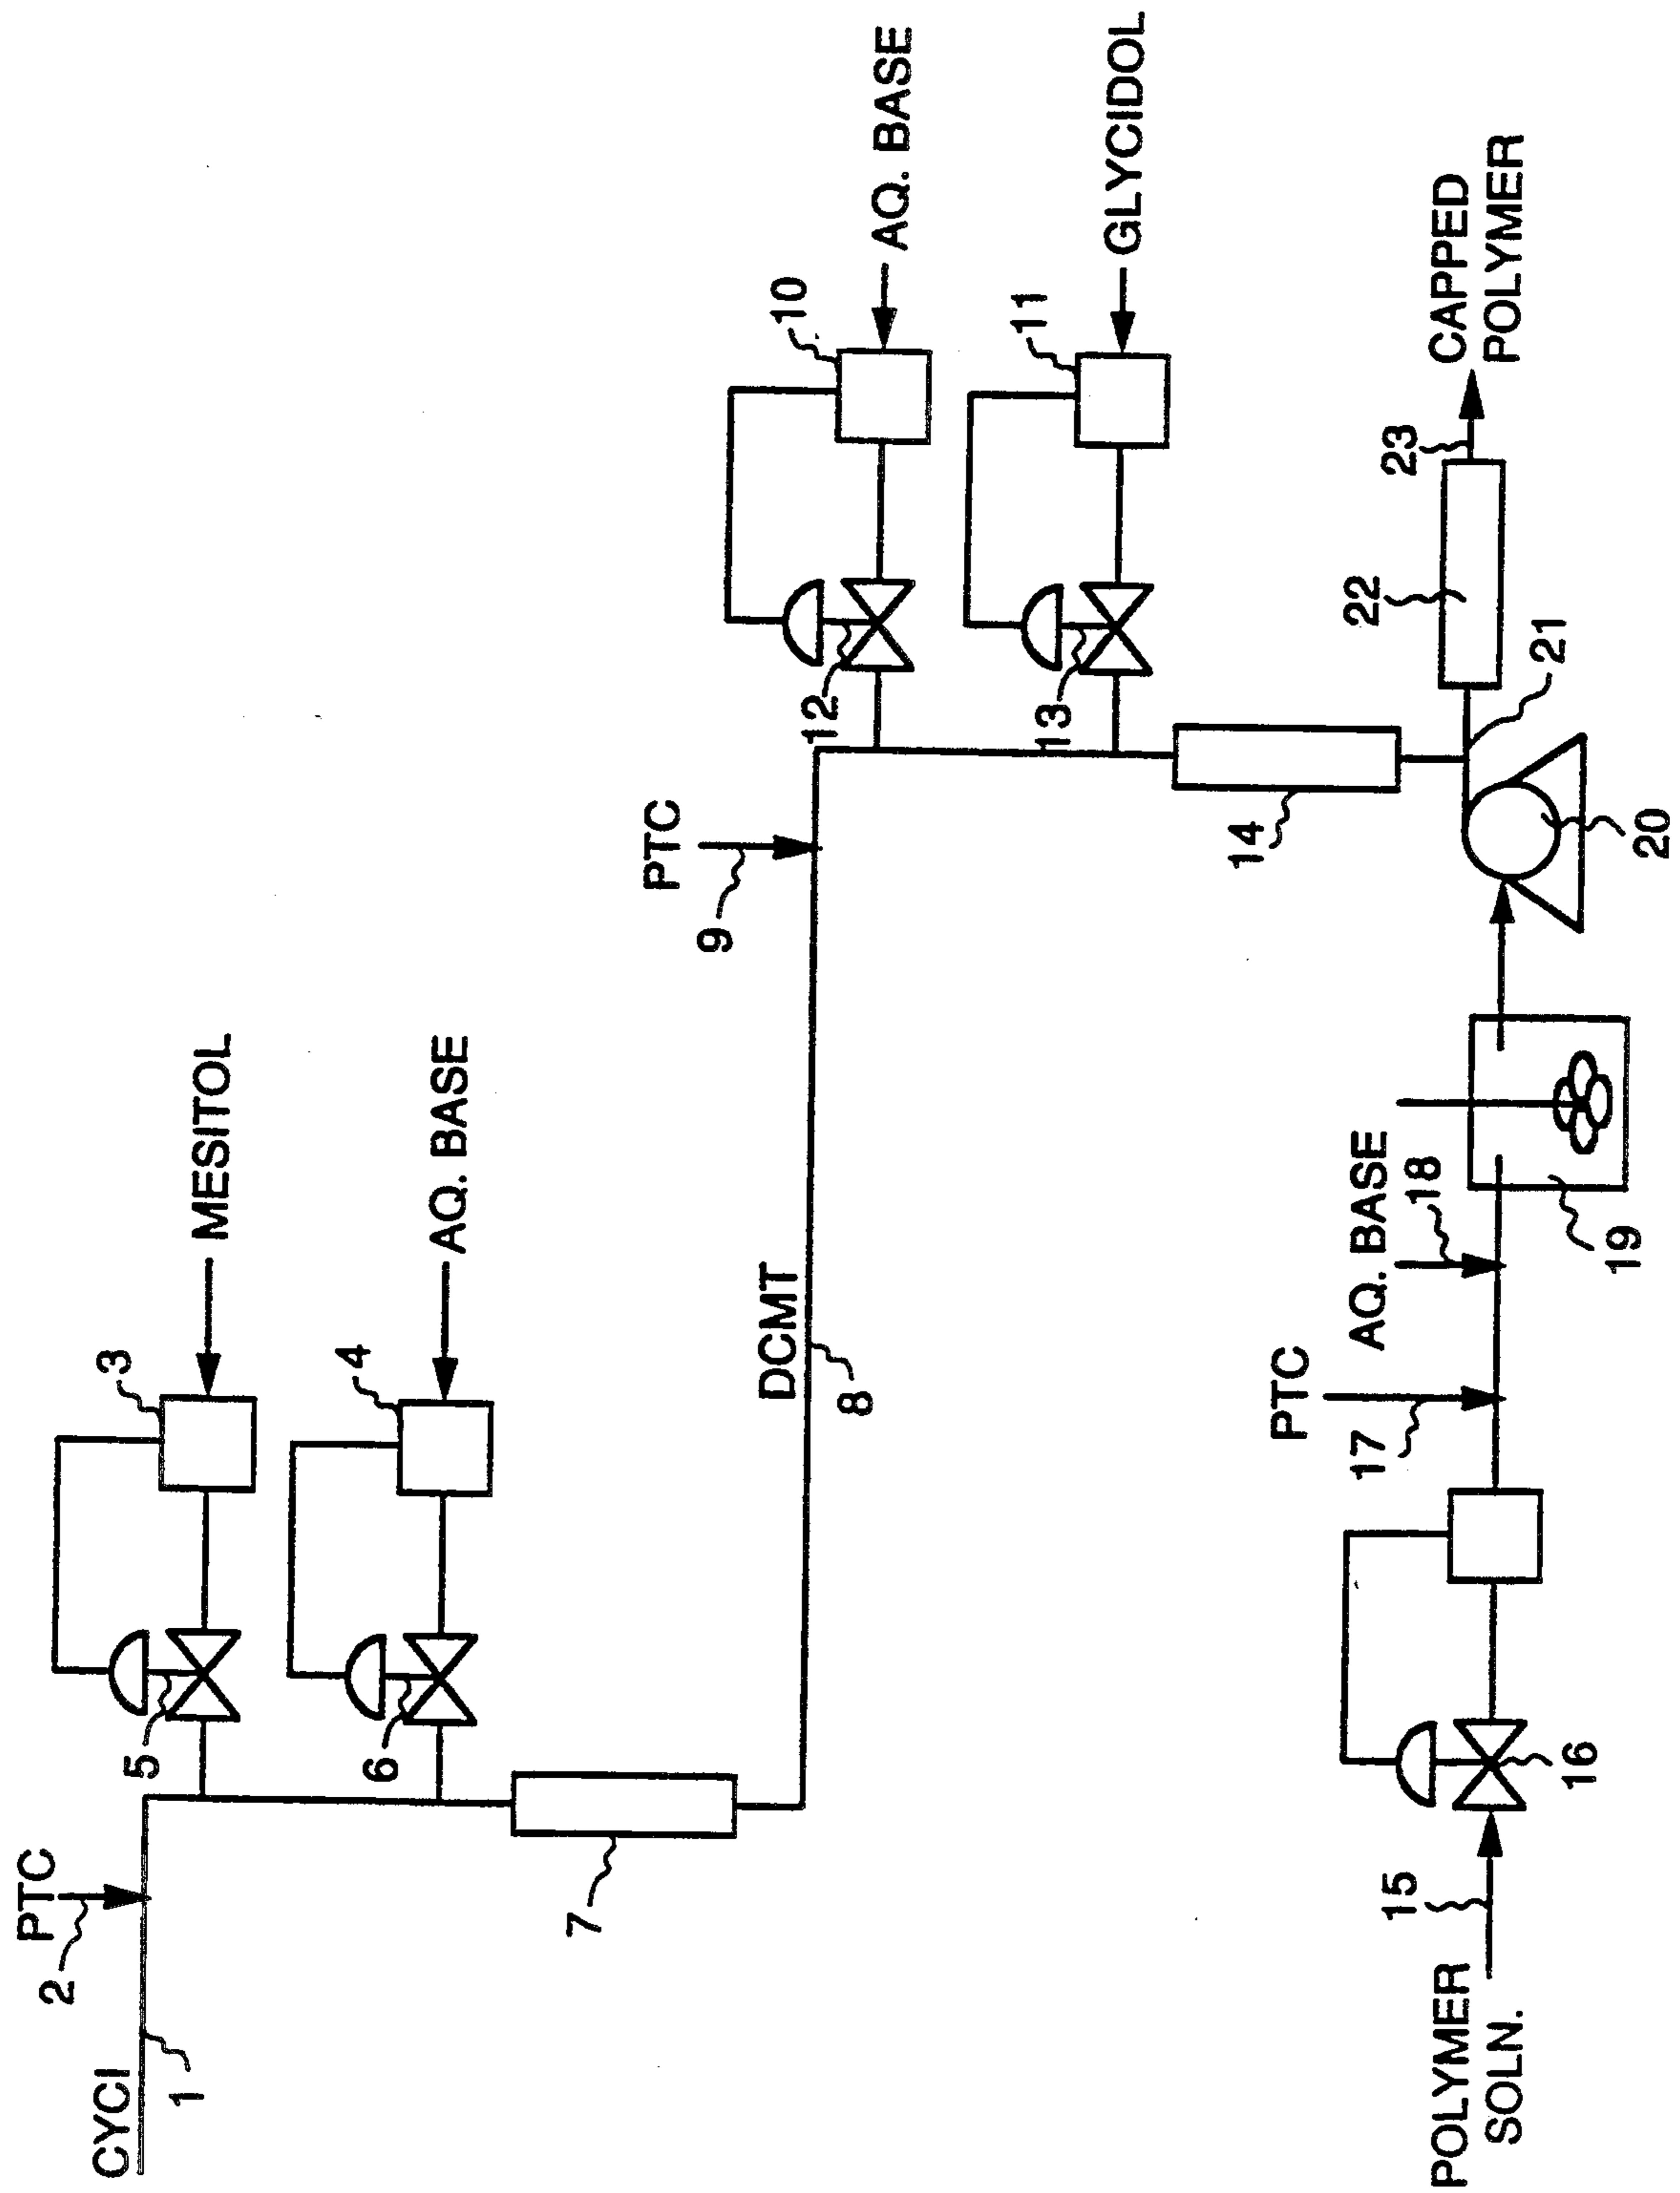 CYCl
1
PTC
2
MESITOL
3
5
AQ. BASE
4
6
7
DCMT
8
PTC
9
AQ. BASE
10
12
GLYCIDOL
11
13
14
POLYMER
SOLN.
15
16
PTC
17
AQ. BASE
18
19
20
21
22
23
CAPPED
POLYMER